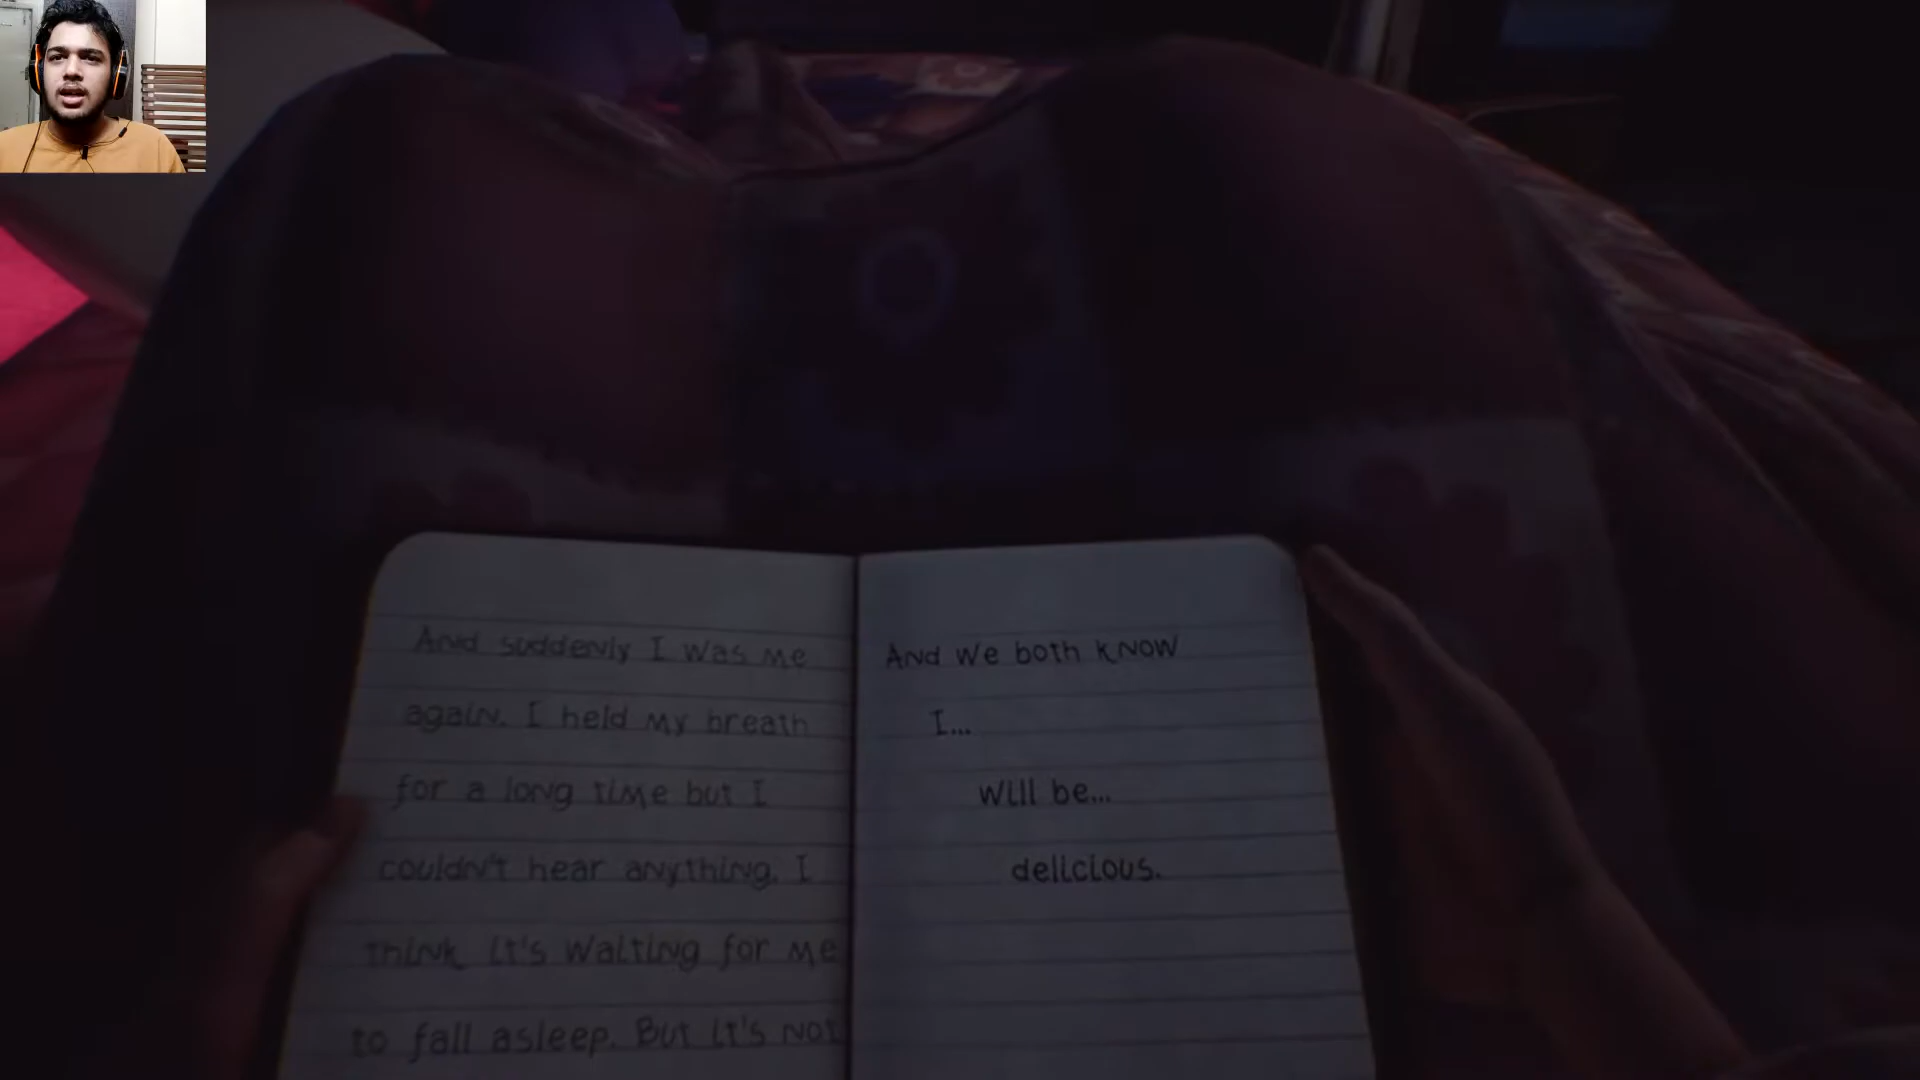 And suddenly I was me
again. I held my breath
for a long time but I
couldn't hear anything. I
think it's waiting for me
to fall asleep. But it's not
And we both know
I...
will be...
delicious.